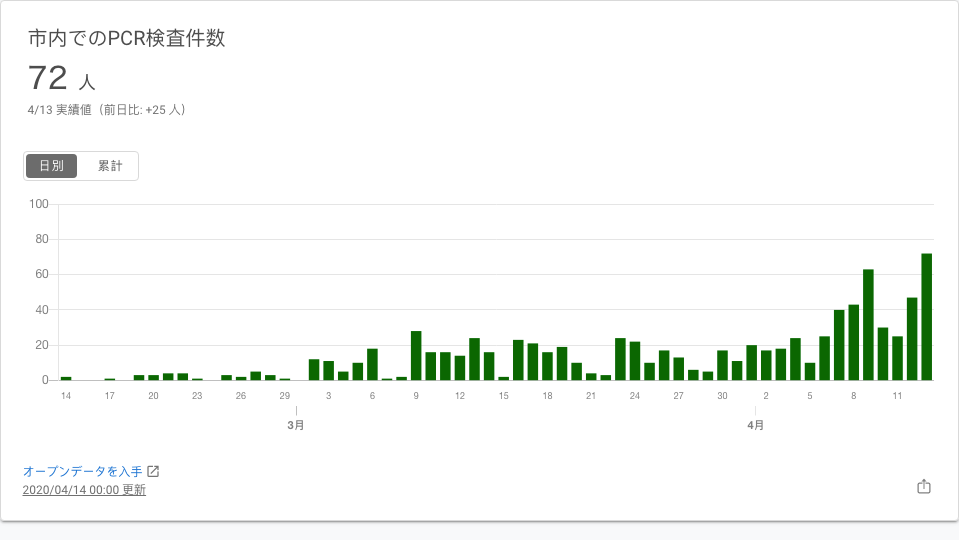 市内でのPCR検査件数
72 人
4/13 実績値（前日比: +25 人）
日別 累計
100
80
60
40
20
0
14 17 20 23 26 29 3 6 9 12 15 18 21 24 27 30 2 5 8 11
3月 4月
オープンデータを入手
2020/04/14 00:00 更新